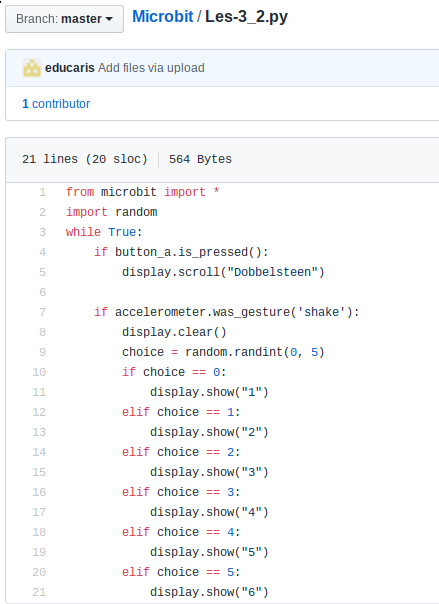 Branch: master Microbit / Les-3_2.py
educaris Add files via upload
1 contributor
21 lines (20 sloc) 564 Bytes
1 from microbit import *
2 import random
3 while True:
4     if button_a.is_pressed():
5         display.scroll("Dobbelsteen")
6
7     if accelerometer.was_gesture('shake'):
8         display.clear()
9         choice = random.randint(0, 5)
10         if choice == 0:
11             display.show("1")
12         elif choice == 1:
13             display.show("2")
14         elif choice == 2:
15             display.show("3")
16         elif choice == 3:
17             display.show("4")
18         elif choice == 4:
19             display.show("5")
20         elif choice == 5:
21             display.show("6")